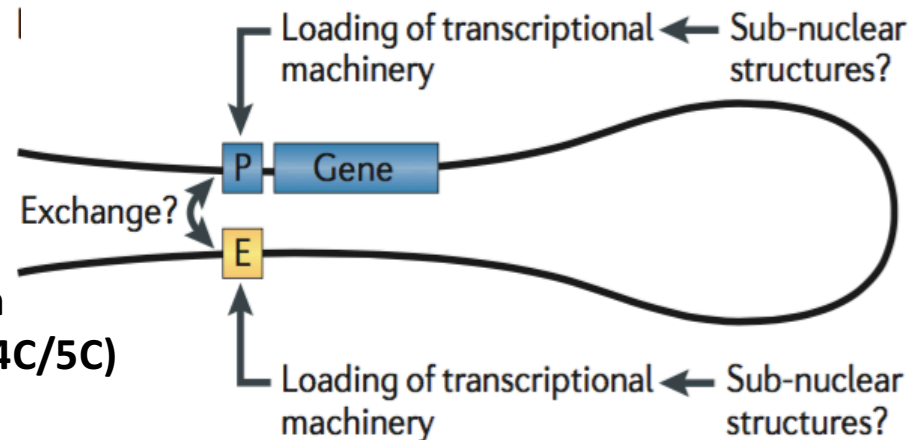 Loading of transcriptional
machinery
Sub-nuclear
structures?
P
Gene
Exchange?
E
4C/5C)
Loading of transcriptional
machinery
Sub-nuclear
structures?